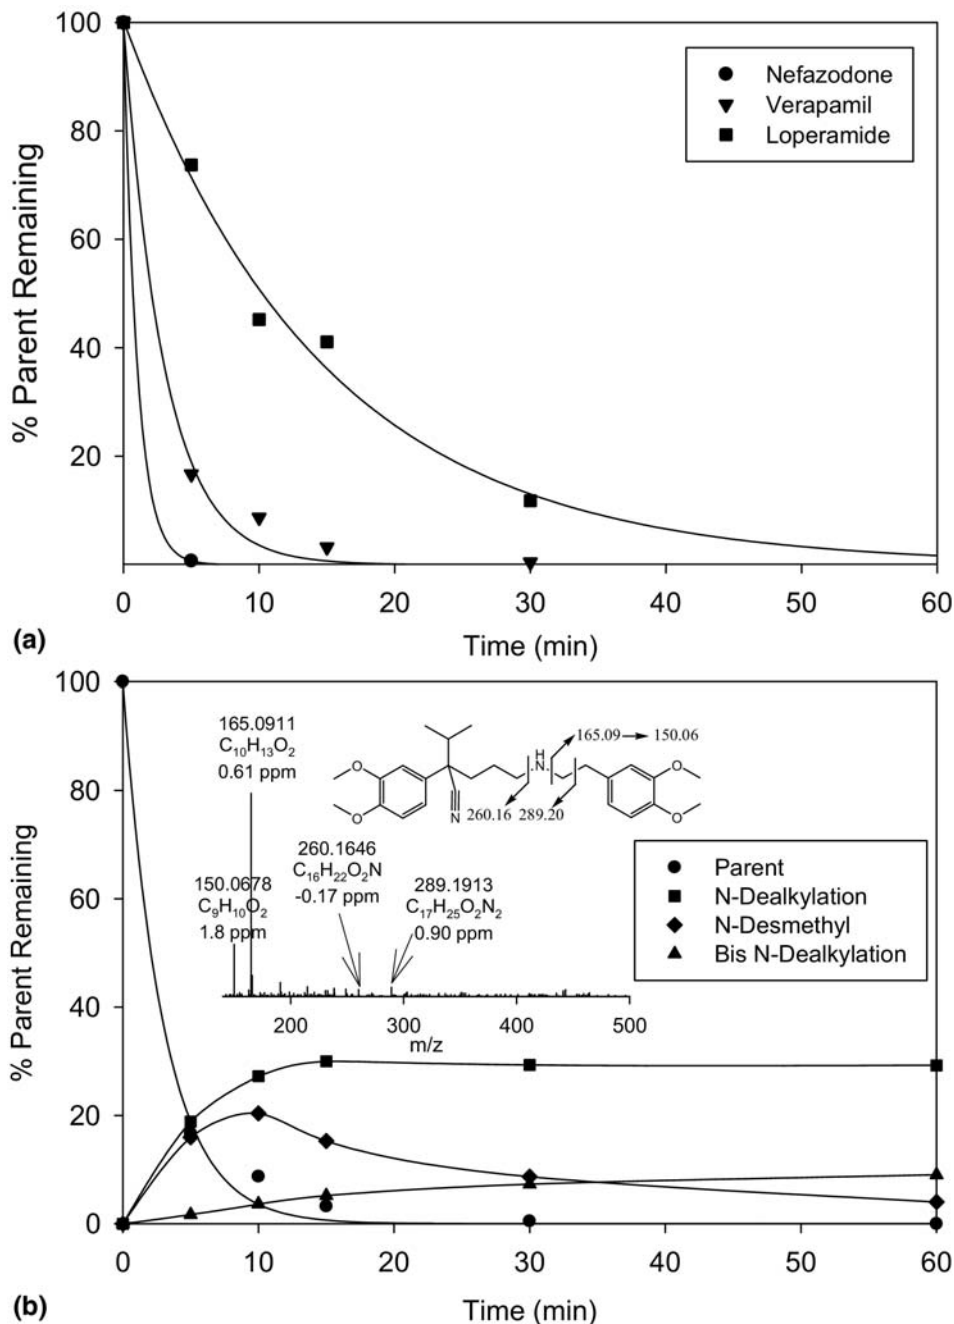 100
80
60
40
20
% Parent Remaining
Nefazodone
Verapamil
Loperamide
0 10 20 30 40 50 60
Time (min)
(a)
100
80
60
40
20
0
% Parent Remaining
165.0911
C10H13O2
0.61 ppm
H
N
165.09 150.06
O
O
N
260.16 289.20
O
O
260.1646
C16H22O2N
-0.17 ppm
150.0678
C9H10O2
1.8 ppm
289.1913
C17H25O2N2
0.90 ppm
200 300 400 500
m/z
Parent
N-Dealkylation
N-Desmethyl
Bis N-Dealkylation
0 10 20 30 40 50 60
Time (min)
(b)